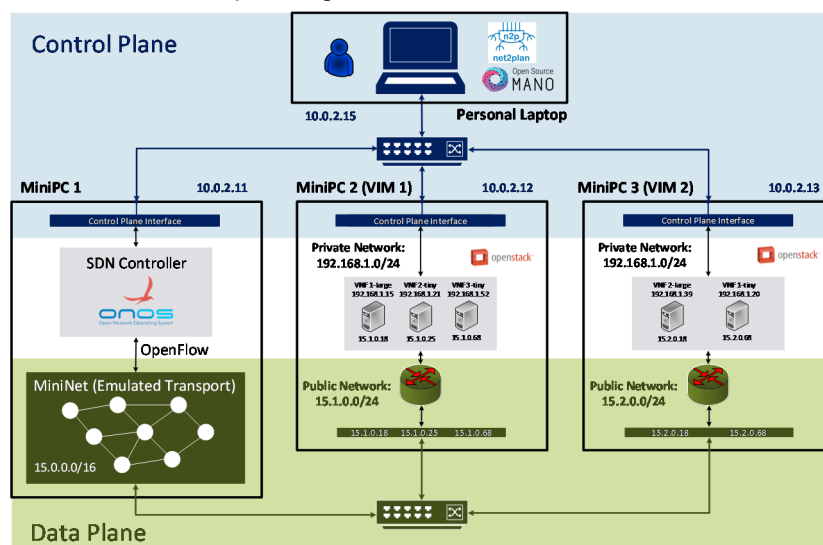 Control Plane
n2p
net2plan
Open Source
MANO
10.0.2.15
Personal Laptop
MiniPC 1
10.0.2.11
MiniPC 2 (VIM 1)
10.0.2.12
MiniPC 3 (VIM 2)
10.0.2.13
Control Plane Interface
Control Plane Interface
Control Plane Interface
SDN Controller
onos
Open Network Operating System
OpenFlow
MiniNet (Emulated Transport)
15.0.0.0/16
Private Network:
192.168.1.0/24
openstack
VNF1-large VNF2-tiny VNF3-tiny
192.168.1.15 192.168.1.21 192.168.1.52
15.1.0.18 15.1.0.25 15.1.0.68
Public Network:
15.1.0.0/24
15.1.0.18 15.1.0.25 15.1.0.68
Private Network:
192.168.1.0/24
openstack
VNF2-large VNF1-tiny
192.168.1.39 192.168.1.20
15.2.0.18 15.2.0.68
Public Network:
15.2.0.0/24
15.2.0.18 15.2.0.68
Data Plane